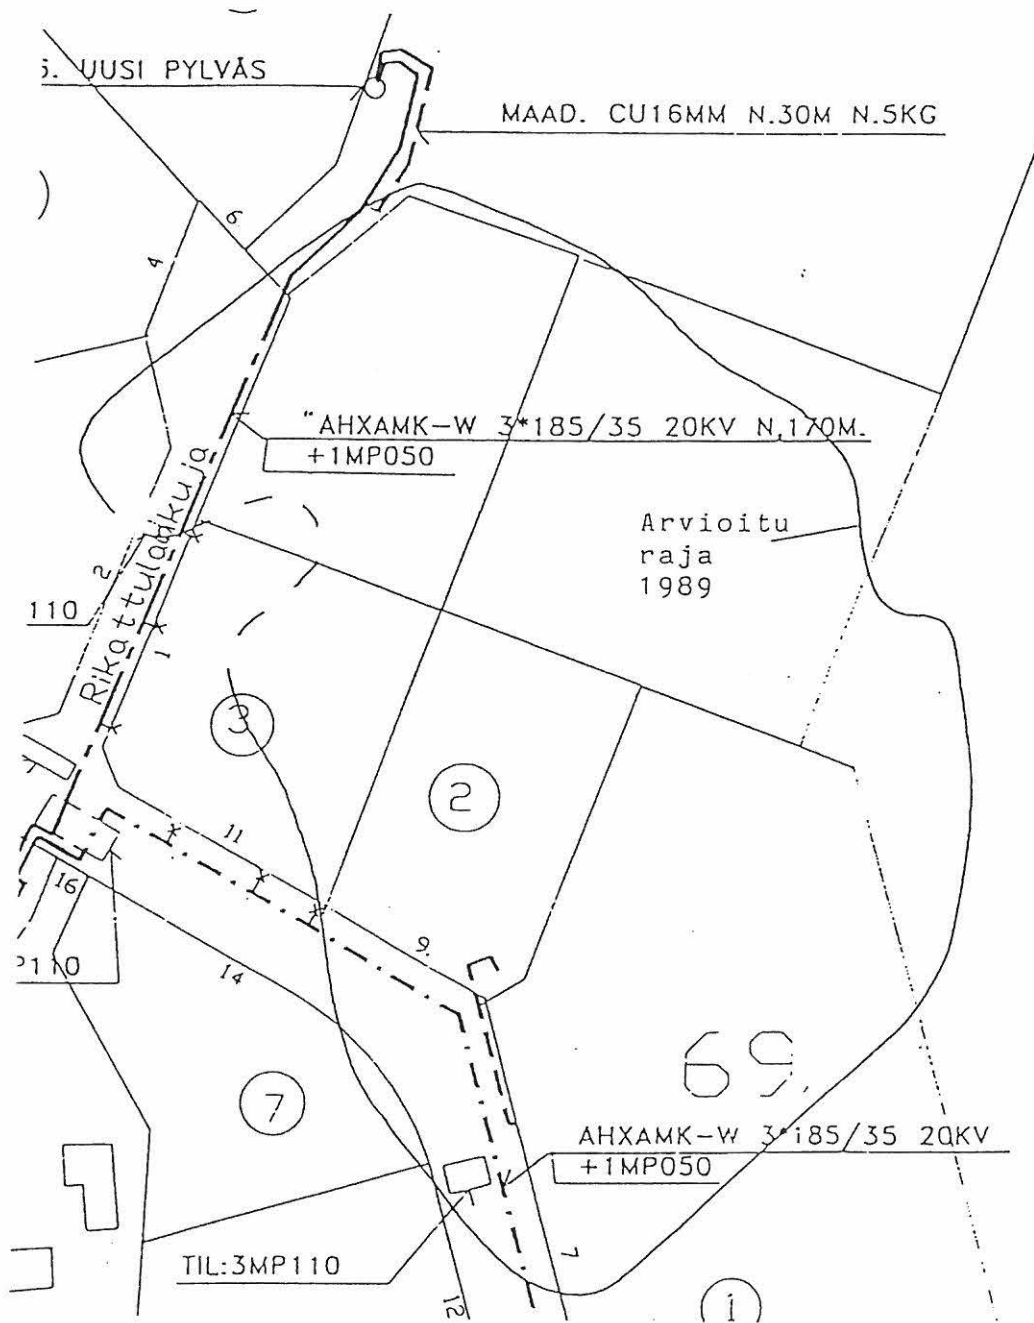 5. UUSI PYLVÄS
MAAD. CU16MM N.30M N.5KG
6
4
"AHXAMK-W 3*185/35 20KV N.170M.
+1MP050
Rikattulankuja
Arvioitu
raja
1989
2
110
1
3
2
11
16
9.
P110
14
69
7
AHXAMK-W 3*185/35 20KV
+1MP050
TIL:3MP110
7
12
1